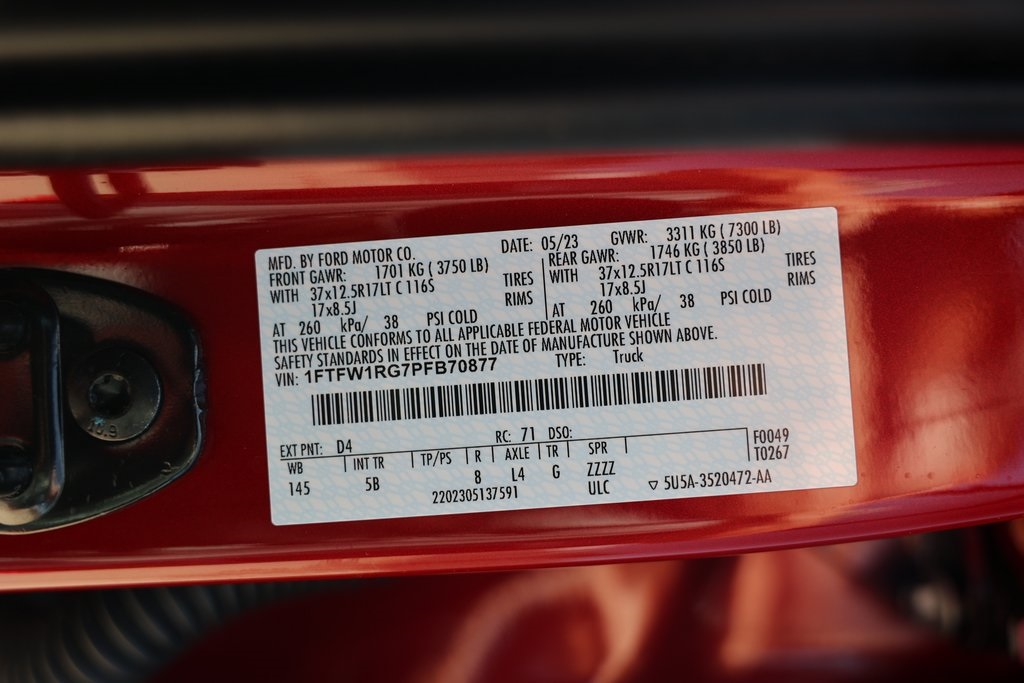 MFD. BY FORD MOTOR CO. DATE: 05/23 GVWR: 3311 KG ( 7300 LB)
FRONT GAWR: 1701 KG ( 3750 LB) REAR GAWR: 1746 KG ( 3850 LB)
WITH 37x12.5R17LT C 116S TIRES WITH 37x12.5R17LT C 116S TIRES
17x8.5J RIMS 17x8.5J RIMS
AT 260 kPa/ 38 PSI COLD AT 260 kPa/ 38 PSI COLD
THIS VEHICLE CONFORMS TO ALL APPLICABLE FEDERAL MOTOR VEHICLE
SAFETY STANDARDS IN EFFECT ON THE DATE OF MANUFACTURE SHOWN ABOVE.
VIN: 1FTFW1RG7PFB70877 TYPE: Truck
EXT PNT: D4 RC: 71 DSO: F0049
WB INT TR TP/PS R AXLE TR SPR T0267
145 5B 8 L4 G ZZZZ
2202305137591 ULC ▽ 5U5A-3520472-AA
10.9